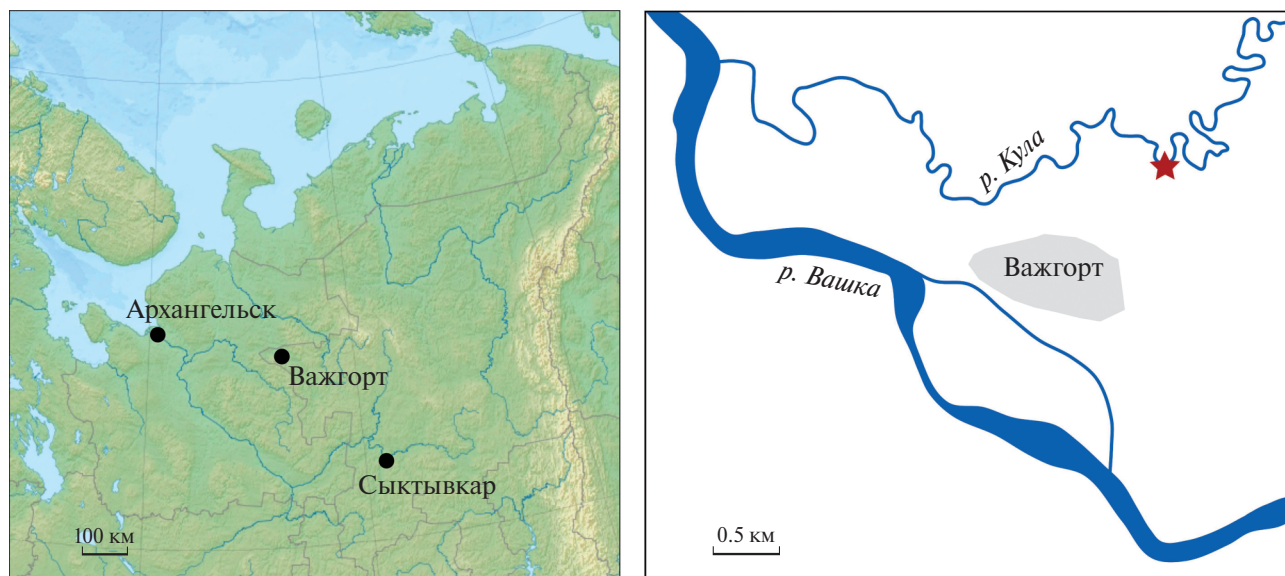 Архангельск
Важгорт
Сыктывкар
100 км
р. Кула
Важгорт
р. Вашка
0.5 км